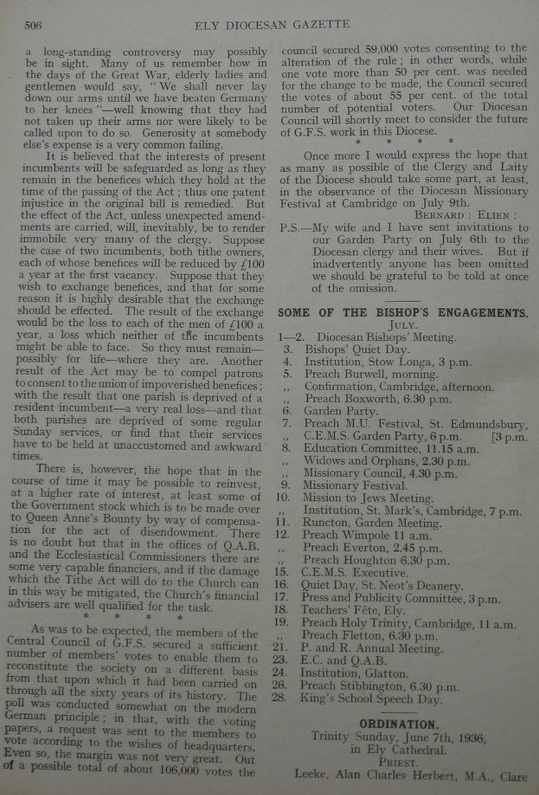 506
ELY DIOCESAN GAZETTE
a long-standing controversy may possibly
be in sight. Many of us remember how in
the days of the Great War, elderly ladies and
gentlemen would say, " We shall never lay
down our arms until we have beaten Germany
to her knees "—well knowing that they had
not taken up their arms nor were likely to be
called upon to do so. Generosity at somebody
else's expense is a very common failing.
It is believed that the interests of present
incumbents will be safeguarded as long as they
remain in the benefices which they hold at the
time of the passing of the Act ; thus one patent
injustice in the original bill is remedied. But
the effect of the Act, unless unexpected amend-
ments are carried, will, inevitably, be to render
immobile very many of the clergy. Suppose
the case of two incumbents, both tithe owners,
each of whose benefices will be reduced by £100
a year at the first vacancy. Suppose that they
wish to exchange benefices, and that for some
reason it is highly desirable that the exchange
should be effected. The result of the exchange
would be the loss to each of the men of £100 a
year, a loss which neither of the incumbents
might be able to face. So they must remain—
possibly for life—where they are. Another
result of the Act may be to compel patrons
to consent to the union of impoverished benefices ;
with the result that one parish is deprived of a
resident incumbent—a very real loss—and that
both parishes are deprived of some regular
Sunday services, or find that their services
have to be held at unaccustomed and awkward
times.
There is, however, the hope that in the
course of time it may be possible to reinvest,
at a higher rate of interest, at least some of
the Government stock which is to be made over
to Queen Anne's Bounty by way of compensa-
tion for the act of disendowment. There
is no doubt but that in the offices of Q.A.B.
and the Ecclesiastical Commissioners there are
some very capable financiers, and if the damage
which the Tithe Act will do to the Church can
in this way be mitigated, the Church's financial
advisers are well qualified for the task.
* * * *
As was to be expected, the members of the
Central Council of G.F.S. secured a sufficient
number of members' votes to enable them to
reconstitute the society on a different basis
from that upon which it had been carried on
through all the sixty years of its history. The
poll was conducted somewhat on the modern
German principle ; in that, with the voting
papers, a request was sent to the members to
vote according to the wishes of headquarters.
Even so, the margin was not very great. Out
of a possible total of about 106,000 votes the
council secured 59,000 votes consenting to the
alteration of the rule ; in other words, while
one vote more than 50 per cent. was needed
for the change to be made, the Council secured
the votes of about 55 per cent. of the total
number of potential voters. Our Diocesan
Council will shortly meet to consider the future
of G.F.S. work in this Diocese.
* * * *
Once more I would express the hope that
as many as possible of the Clergy and Laity
of the Diocese should take some part, at least,
in the observance of the Diocesan Missionary
Festival at Cambridge on July 9th.
BERNARD : ELIEN :
P.S.—My wife and I have sent invitations to
our Garden Party on July 6th to the
Diocesan clergy and their wives. But if
inadvertently anyone has been omitted
we should be grateful to be told at once
of the omission.
SOME OF THE BISHOP'S ENGAGEMENTS.
JULY.
1—2. Diocesan Bishops' Meeting.
3. Bishops' Quiet Day.
4. Institution, Stow Longa, 3 p.m.
5. Preach Burwell, morning.
„ Confirmation, Cambridge, afternoon.
„ Preach Boxworth, 6.30 p.m.
6. Garden Party.
7. Preach M.U. Festival, St. Edmundsbury,
„ C.E.M.S. Garden Party, 6 p.m. [3 p.m.
8. Education Committee, 11.15 a.m.
„ Widows and Orphans, 2.30 p.m.
„ Missionary Council, 4.30 p.m.
9. Missionary Festival.
10. Mission to Jews Meeting.
„ Institution, St. Mark's, Cambridge, 7 p.m.
11. Runcton, Garden Meeting.
12. Preach Wimpole 11 a.m.
„ Preach Everton, 2.45 p.m.
„ Preach Houghton 6.30 p.m.
15. C.E.M.S. Executive.
16. Quiet Day, St. Neot's Deanery.
17. Press and Publicity Committee, 3 p.m.
18. Teachers' Fête, Ely.
19. Preach Holy Trinity, Cambridge, 11 a.m.
„ Preach Fletton, 6.30 p.m.
21. P. and R. Annual Meeting.
23. E.C. and Q.A.B.
24. Institution, Glatton.
26. Preach Stibbington, 6.30 p.m.
28. King's School Speech Day.
ORDINATION.
Trinity Sunday, June 7th, 1936,
in Ely Cathedral.
PRIEST.
Leeke, Alan Charles Herbert, M.A., Clare